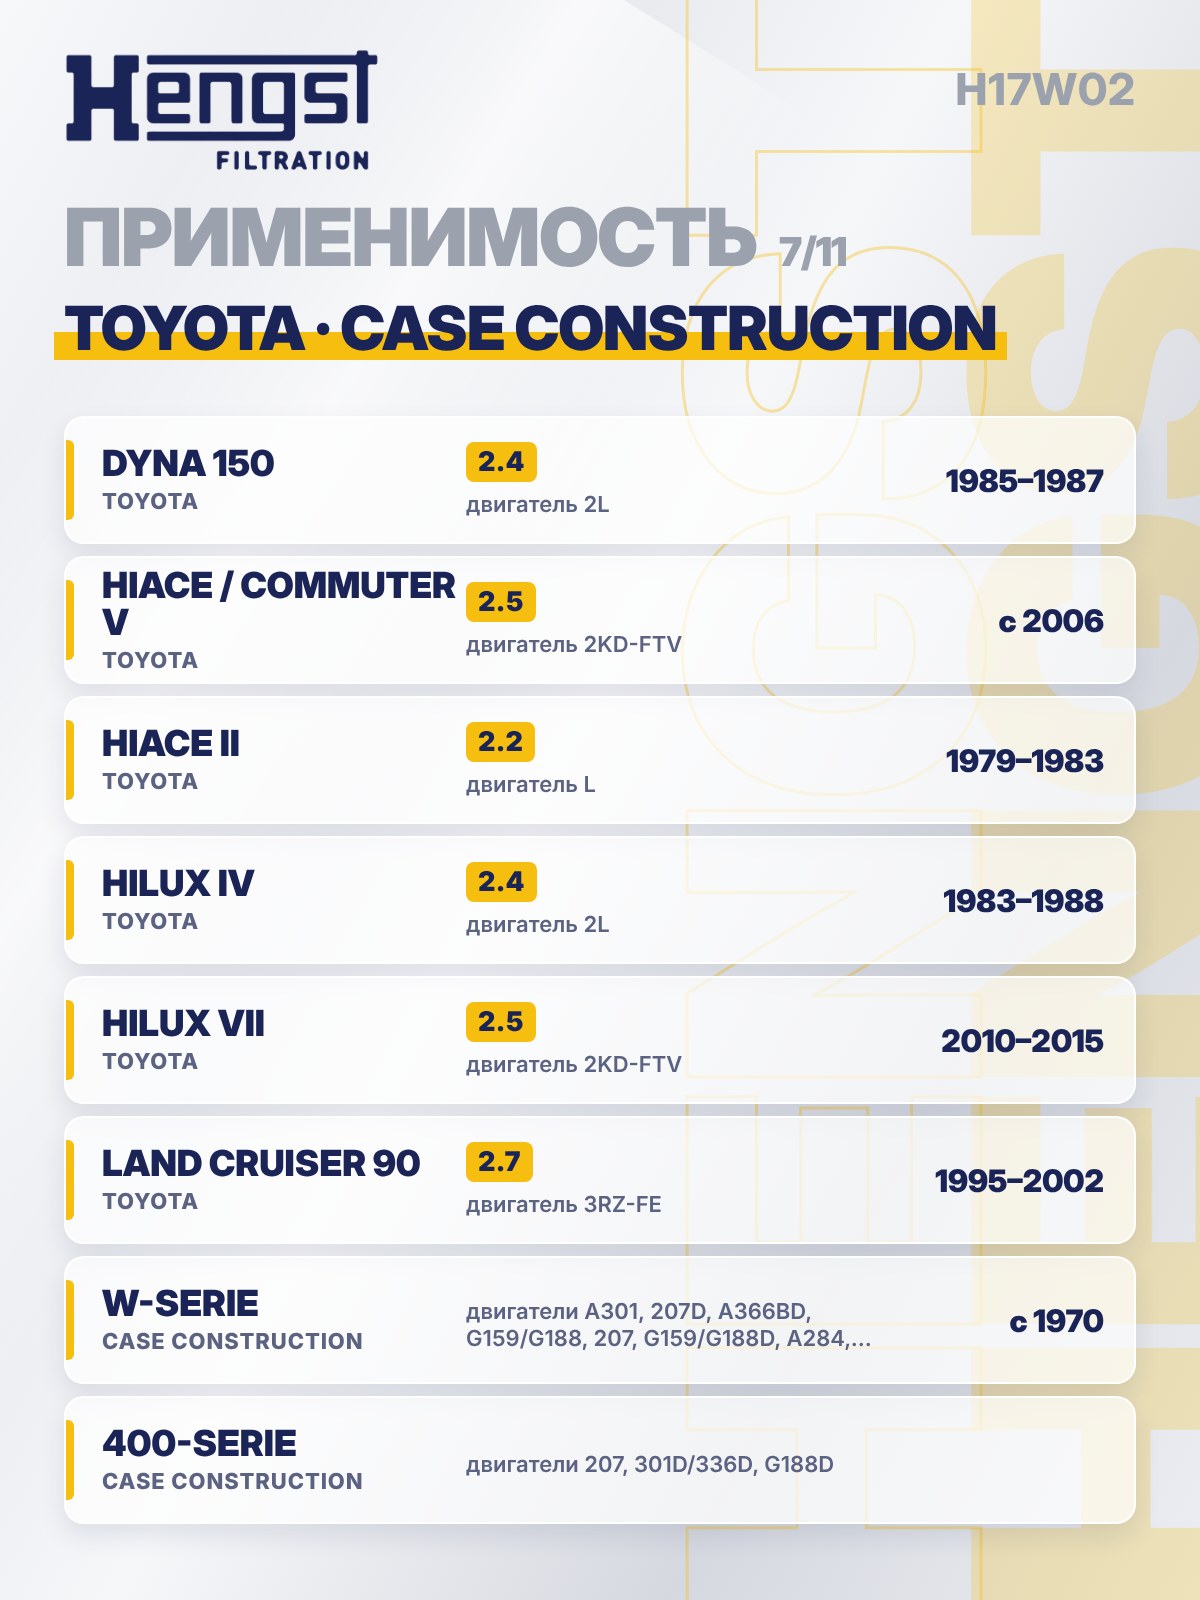 Hengst
FILTRATION
H17W02
ПРИМЕНИМОСТЬ 7/11
TOYOTA · CASE CONSTRUCTION
DYNA 150
TOYOTA
2.4
двигатель 2L
1985–1987
HIACE / COMMUTER
V
TOYOTA
2.5
двигатель 2KD-FTV
с 2006
HIACE II
TOYOTA
2.2
двигатель L
1979–1983
HILUX IV
TOYOTA
2.4
двигатель 2L
1983–1988
HILUX VII
TOYOTA
2.5
двигатель 2KD-FTV
2010–2015
LAND CRUISER 90
TOYOTA
2.7
двигатель 3RZ-FE
1995–2002
W-SERIE
CASE CONSTRUCTION
двигатели A301, 207D, A366BD,
G159/G188, 207, G159/G188D, A284,...
с 1970
400-SERIE
CASE CONSTRUCTION
двигатели 207, 301D/336D, G188D
HENGST
HENGST